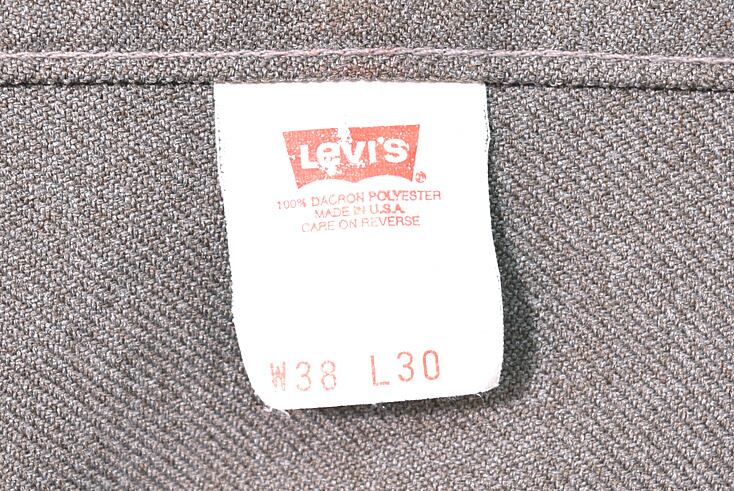 Levi's
100% DACRON POLYESTER
MADE IN U.S.A.
CARE ON REVERSE
W38 L30